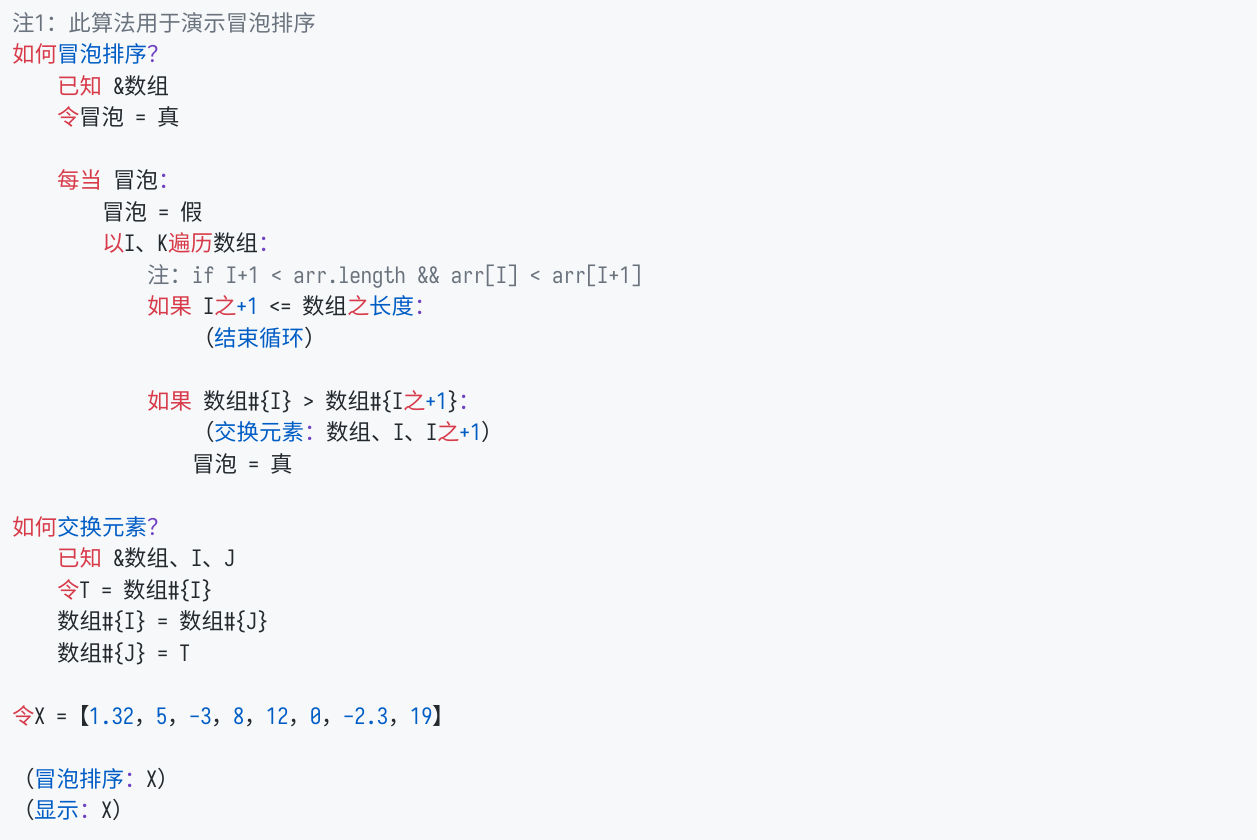 注1：此算法用于演示冒泡排序
如何冒泡排序？
    已知 &数组
    令冒泡 = 真

    每当 冒泡：
        冒泡 = 假
        以I、K遍历数组：
            注：if I+1 < arr.length && arr[I] < arr[I+1]
            如果 I之+1 <= 数组之长度：
                （结束循环）

            如果 数组#{I} > 数组#{I之+1}：
                （交换元素：数组、I、I之+1）
                冒泡 = 真

如何交换元素？
    已知 &数组、I、J
    令T = 数组#{I}
    数组#{I} = 数组#{J}
    数组#{J} = T

令X =【1.32，5，-3，8，12，0，-2.3，19】

（冒泡排序：X）
（显示：X）